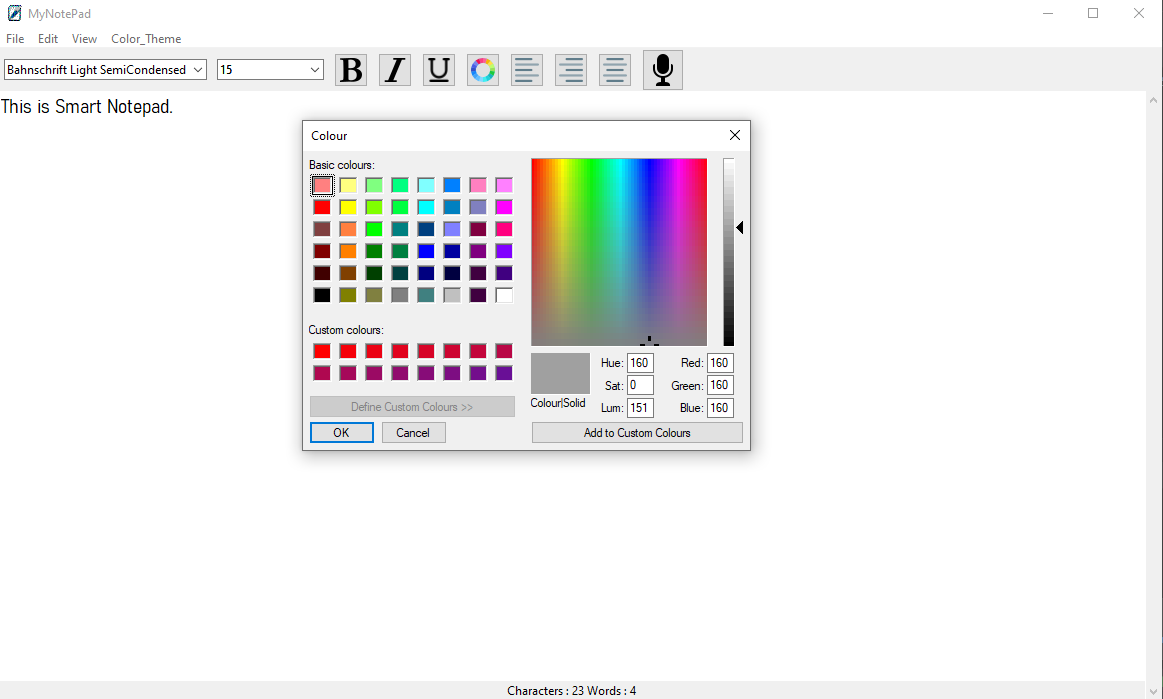 MyNotePad
File Edit View Color_Theme
Bahnschrift Light SemiCondensed 15 B I U
This is Smart Notepad.
Colour
Basic colours:
Custom colours:
Define Custom Colours >>
OK Cancel
Colour|Solid
Hue: 160 Red: 160
Sat: 0 Green: 160
Lum: 151 Blue: 160
Add to Custom Colours
Characters : 23 Words : 4